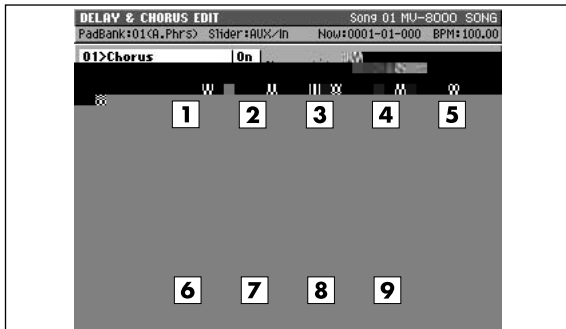 DELAY & CHORUS EDIT Song 01 MV-8000 SONG
PadBank:01(A.Phrs) Slider:AUX/In Now:0001-01-000 BPM:100.00
01>Chorus On
1 2 3 4 5
6 7 8 9